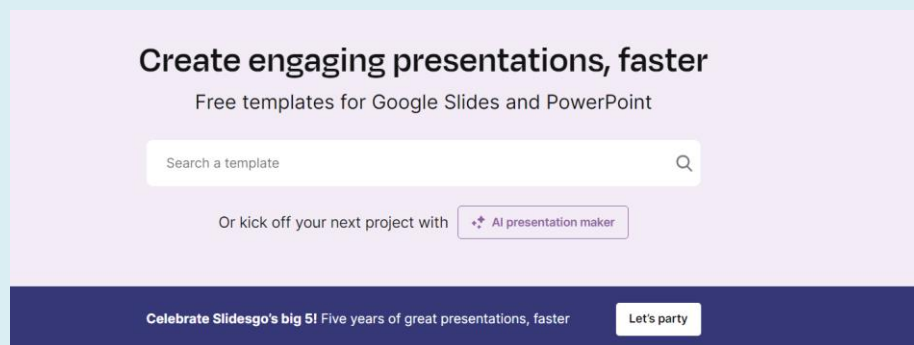 Create engaging presentations, faster
Free templates for Google Slides and PowerPoint
Search a template
Or kick off your next project with AI presentation maker
Celebrate Slidesgo's big 5! Five years of great presentations, faster Let's party